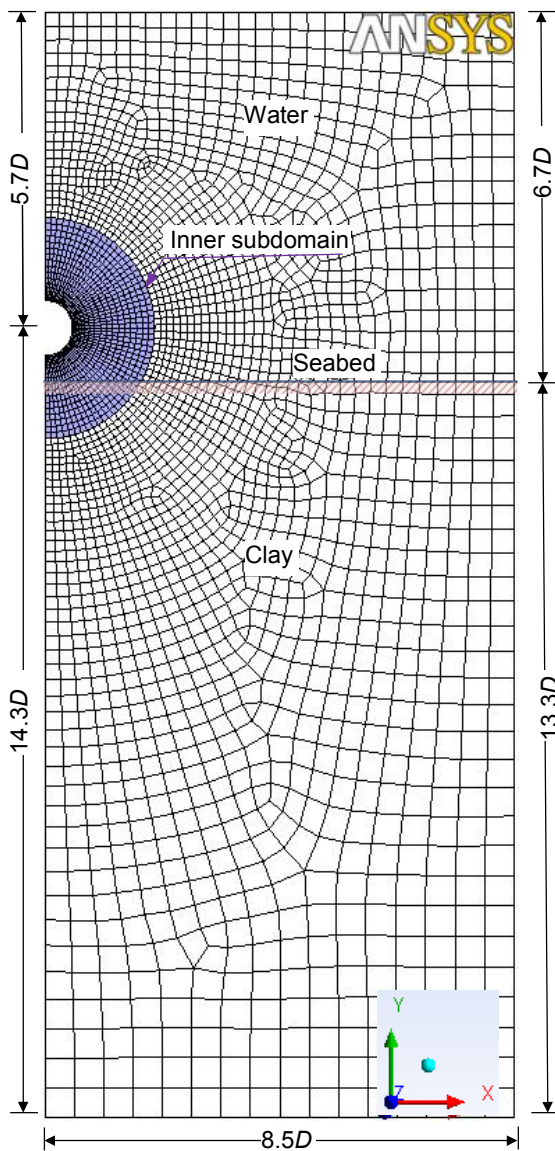 ANSYS
Water
5.7D
6.7D
Inner subdomain
Seabed
Clay
14.3D
13.3D
Y
Z
X
8.5D